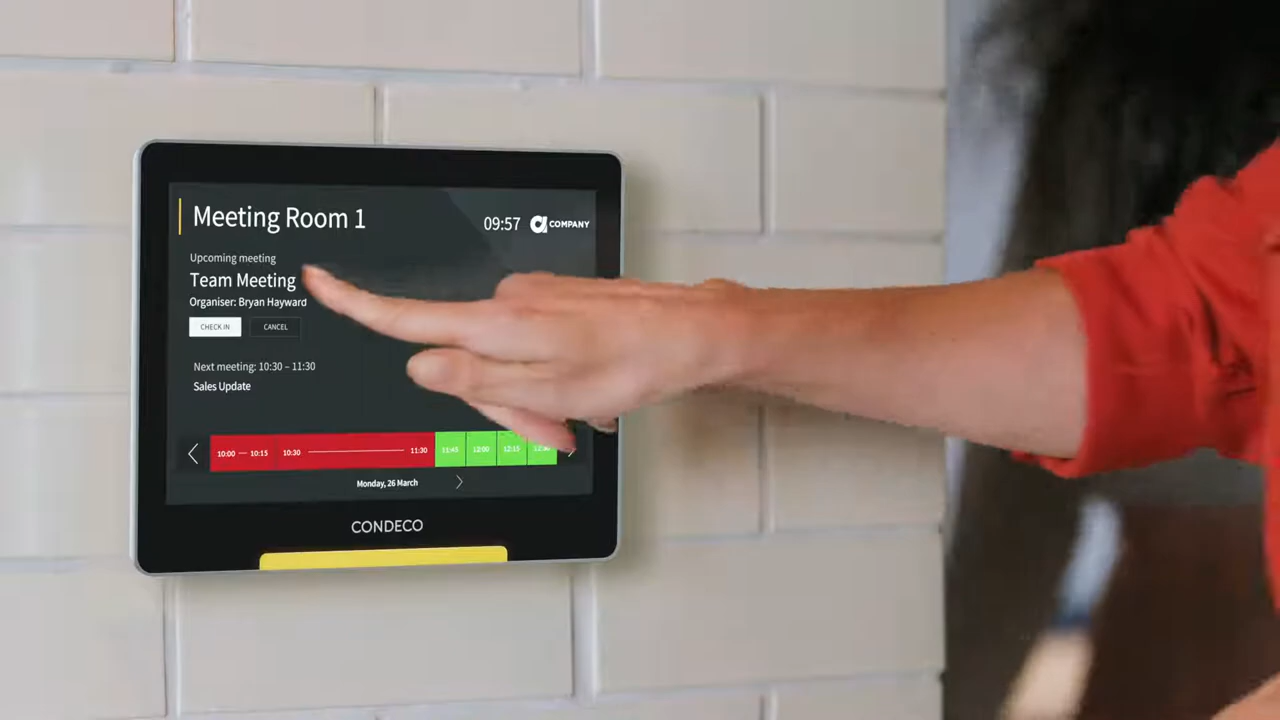 Meeting Room 1
09:57
COMPANY
Upcoming meeting
Team Meeting
Organiser: Bryan Hayward
CHECK IN
CANCEL
Next meeting: 10:30 – 11:30
Sales Update
10:00 — 10:15 10:30 — 11:30 11:45 12:00 12:15 12:30
Monday, 26 March
CONDECO